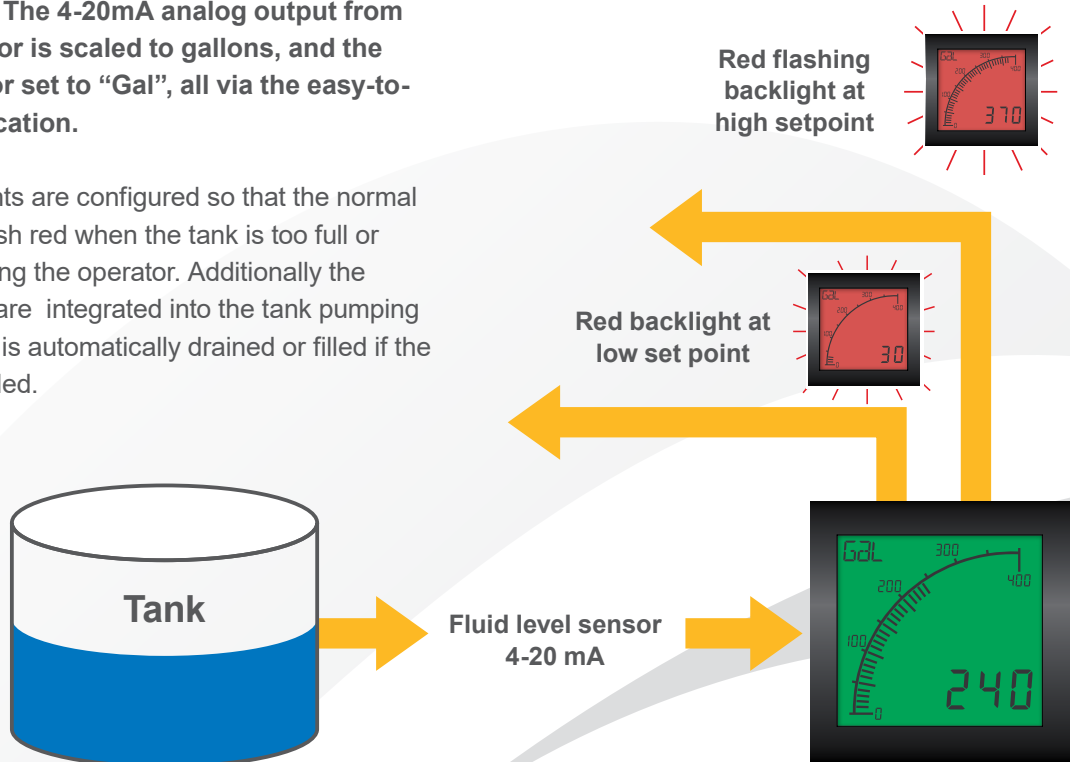 The 4-20mA analog output from
or is scaled to gallons, and the
or set to “Gal”, all via the easy-to-
cation.
nts are configured so that the normal
sh red when the tank is too full or
ing the operator. Additionally the
are integrated into the tank pumping
is automatically drained or filled if the
led.
Red flashing
backlight at
high setpoint
GAL
300
200
400
100
0
370
Red backlight at
low set point
GAL
300
200
400
100
0
30
Tank
Fluid level sensor
4-20 mA
GAL
300
200
400
100
0
240